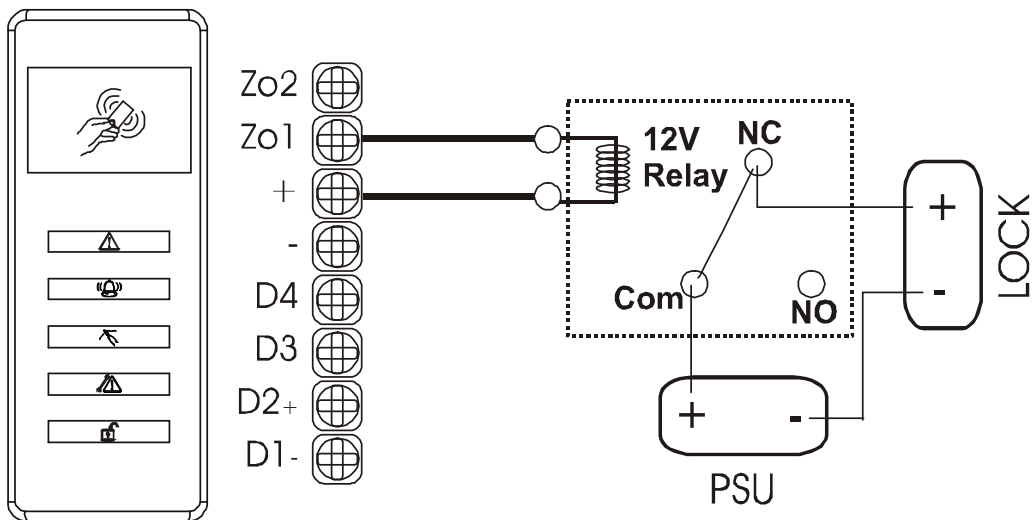 Zo2
Zo1
+
-
D4
D3
D2+
D1-
12V
Relay
NC
Com
NO
+
-
LOCK
+ -
PSU